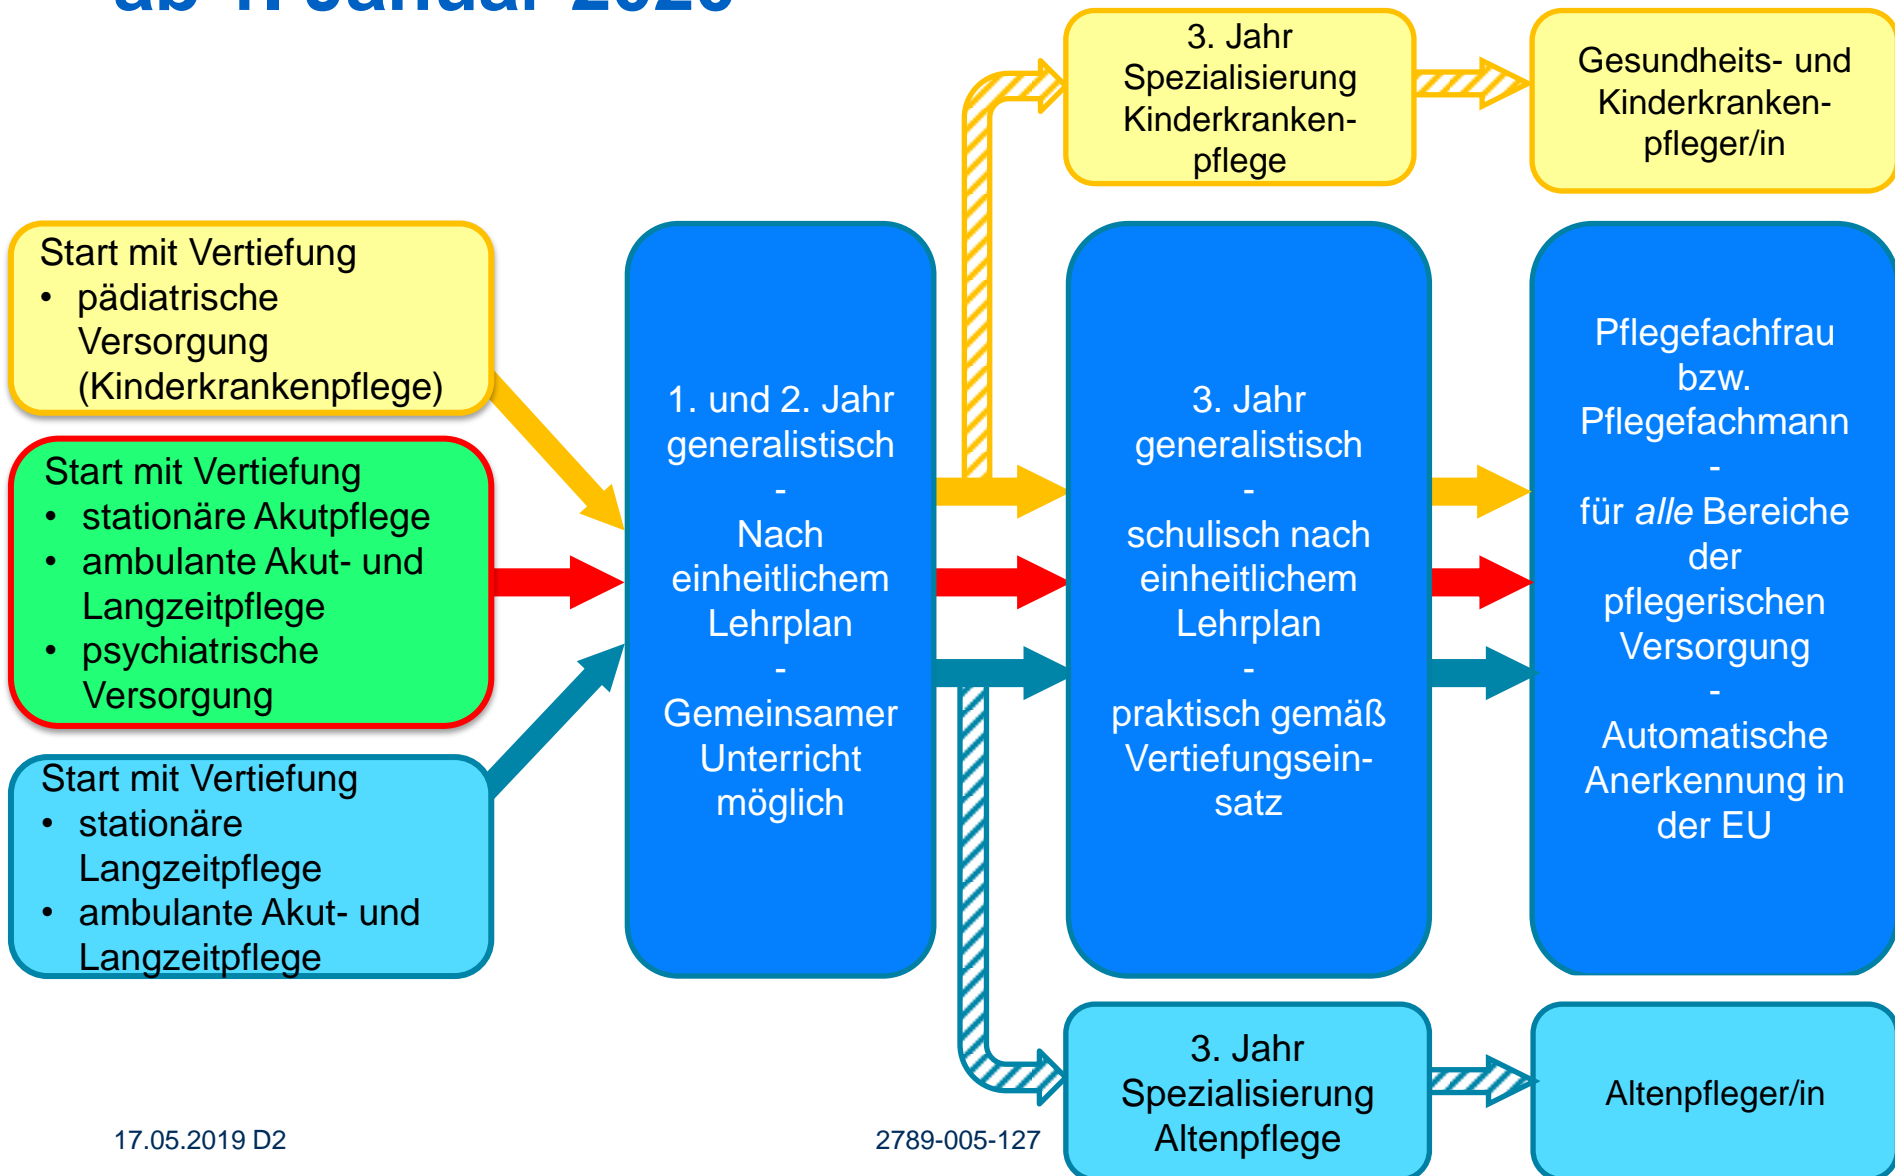 ab 1. Januar 2020
3. Jahr
Spezialisierung
Kinderkranken-
pflege
Gesundheits- und
Kinderkranken-
pfleger/in
Start mit Vertiefung
• pädiatrische
Versorgung
(Kinderkrankenpflege)
Start mit Vertiefung
• stationäre Akutpflege
• ambulante Akut- und
Langzeitpflege
• psychiatrische
Versorgung
Start mit Vertiefung
• stationäre
Langzeitpflege
• ambulante Akut- und
Langzeitpflege
1. und 2. Jahr
generalistisch
-
Nach
einheitlichem
Lehrplan
-
Gemeinsamer
Unterricht
möglich
3. Jahr
generalistisch
-
schulisch nach
einheitlichem
Lehrplan
-
praktisch gemäß
Vertiefungsein-
satz
Pflegefachfrau
bzw.
Pflegefachmann
-
für alle Bereiche
der
pflegerischen
Versorgung
-
Automatische
Anerkennung in
der EU
3. Jahr
Spezialisierung
Altenpflege
Altenpfleger/in
17.05.2019 D2
2789-005-127